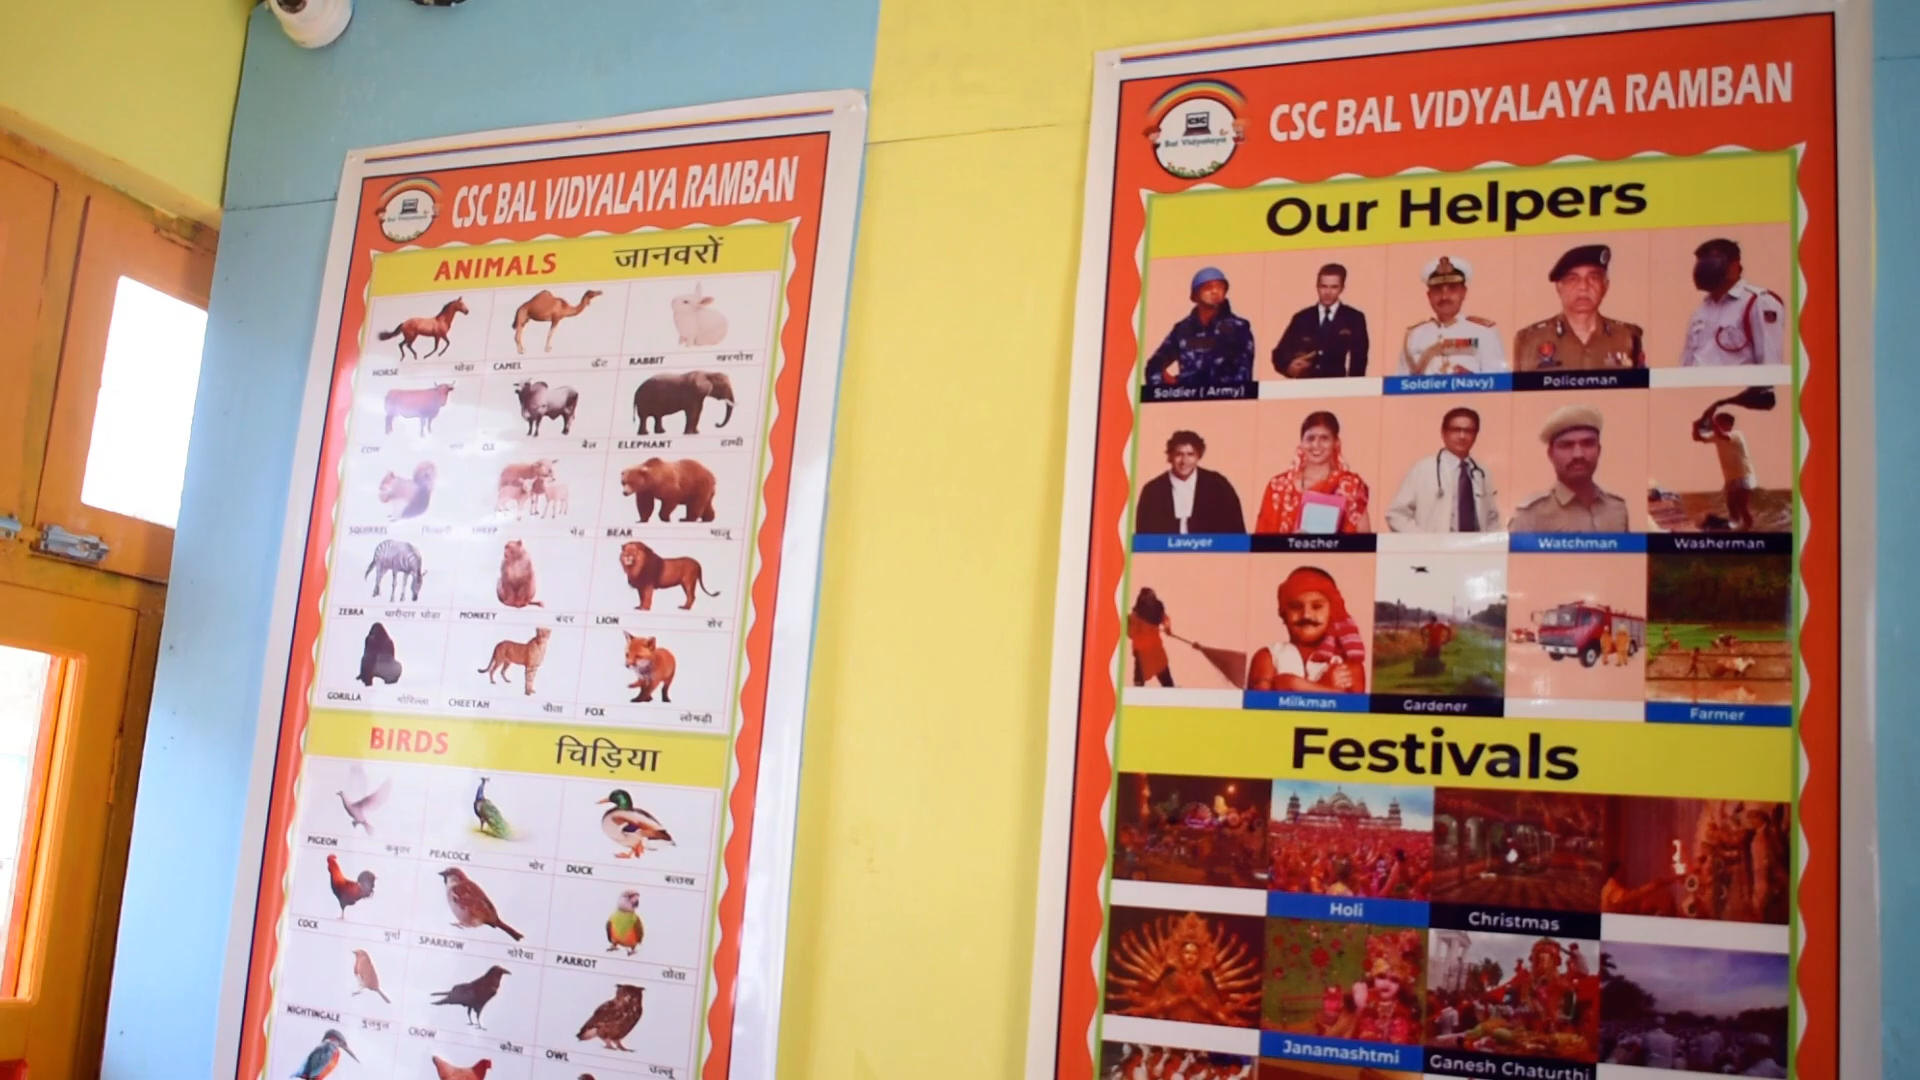 CSC BAL VIDYALAYA RAMBAN
ANIMALS जानवरों
HORSE घोड़ा CAMEL ऊँट RABBIT खरगोश
COW OX बैल ELEPHANT हाथी
SQUIRREL SHEEP भेड़ BEAR भालू
ZEBRA धारीदार घोड़ा MONKEY बंदर LION शेर
GORILLA गोरिल्ला CHEETAH चीता FOX लोमड़ी
BIRDS चिड़िया
PIGEON कबूतर PEACOCK मोर DUCK बत्तख
COCK मुर्गा SPARROW गोरैया PARROT तोता
NIGHTINGALE बुलबुल CROW कौआ OWL उल्लू
CSC BAL VIDYALAYA RAMBAN
CSC
Bal Vidyalaya
Our Helpers
Soldier ( Army) Soldier (Navy) Policeman
Lawyer Teacher Watchman Washerman
Milkman Gardener Farmer
Festivals
Holi Christmas
Janamashtmi Ganesh Chaturthi